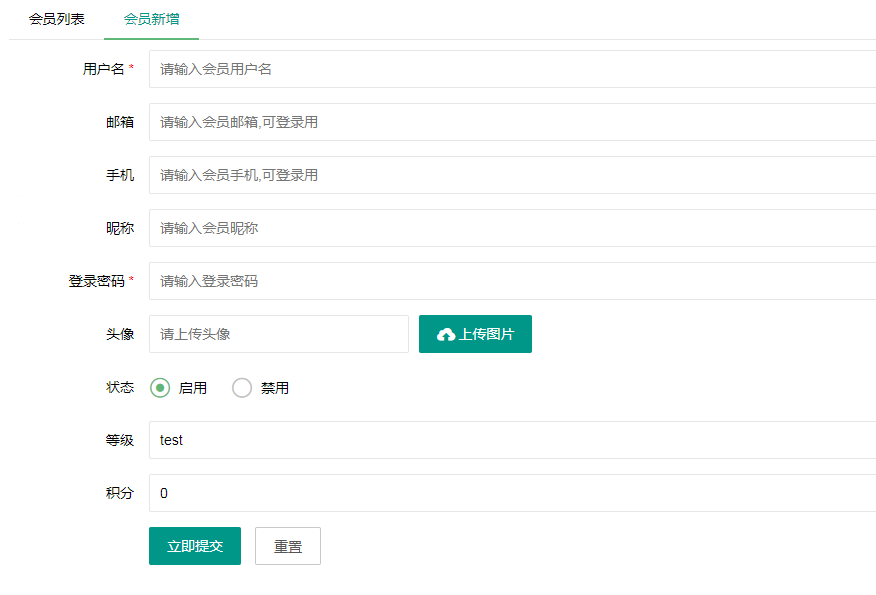 会员列表 会员新增
用户名 * 请输入会员用户名
邮箱 请输入会员邮箱,可登录用
手机 请输入会员手机,可登录用
昵称 请输入会员昵称
登录密码 * 请输入登录密码
头像 请上传头像 上传图片
状态 启用 禁用
等级 test
积分 0
立即提交 重置